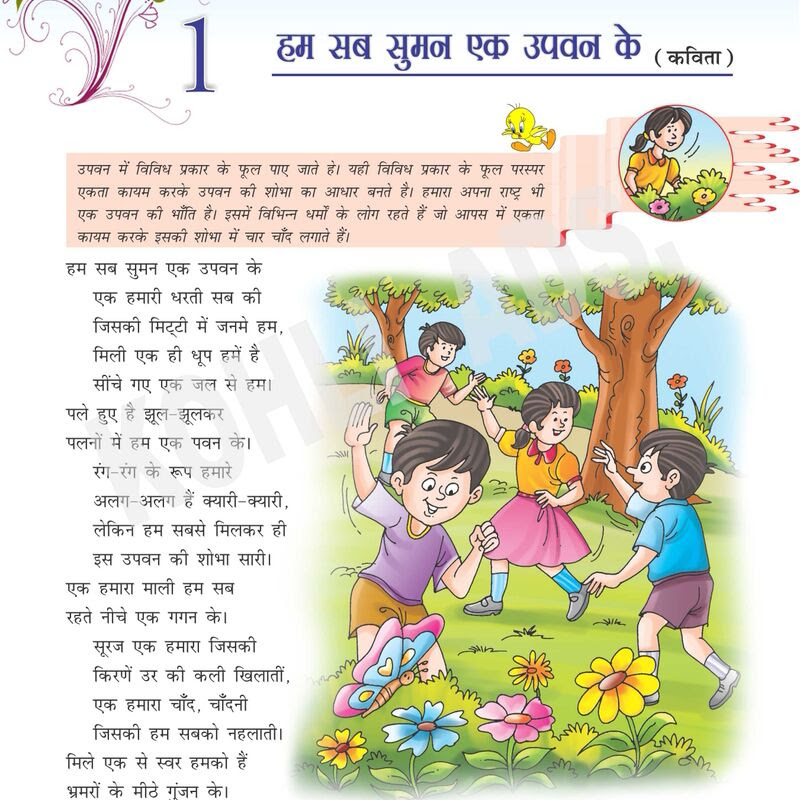 1
हम सब सुमन एक उपवन के ( कविता )
उपवन में विविध प्रकार के फूल पाए जाते हे। यही विविध प्रकार के फूल परस्पर
एकता कायम करके उपवन की शोभा का आधार बनते है। हमारा अपना राष्ट्र भी
एक उपवन की भाँति है। इसमें विभिन्न धर्मों के लोग रहते हैं जो आपस में एकता
कायम करके इसकी शोभा में चार चाँद लगाते हैं।
हम सब सुमन एक उपवन के
एक हमारी धरती सब की
जिसकी मिट्टी में जनमे हम,
मिली एक ही धूप हमें है
सींचे गए एक जल से हम।
पले हुए है झूल-झूलकर
पलनों में हम एक पवन के।
रंग-रंग के रूप हमारे
अलग-अलग हैं क्यारी-क्यारी,
लेकिन हम सबसे मिलकर ही
इस उपवन की शोभा सारी।
एक हमारा माली हम सब
रहते नीचे एक गगन के।
सूरज एक हमारा जिसकी
किरणें उर की कली खिलातीं,
एक हमारा चाँद, चाँदनी
जिसकी हम सबको नहलाती।
मिले एक से स्वर हमको हैं
भ्रमरों के मीठे गुंजन के।
KOHLI ADS.